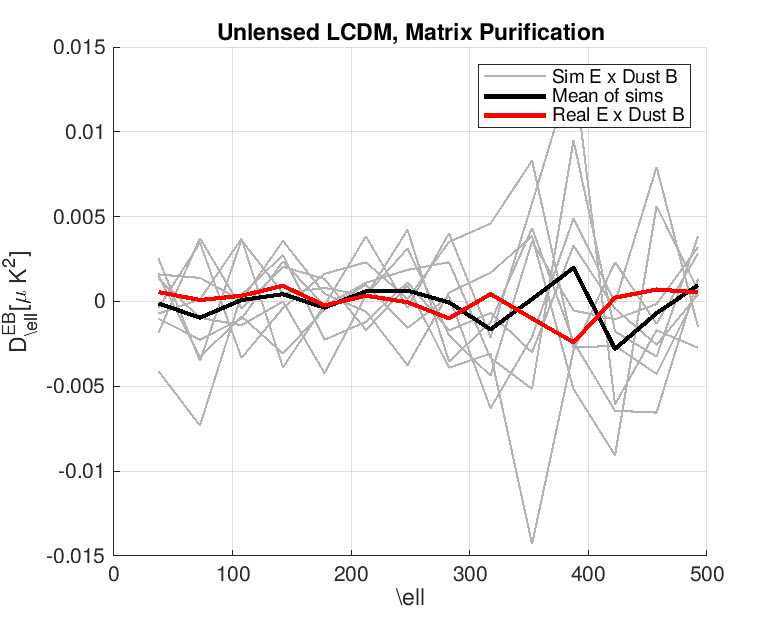 Unlensed LCDM, Matrix Purification
0.015
0.01
0.005
0
-0.005
-0.01
-0.015
D^{EB}_{\ell}[μ K^2]
Sim E x Dust B
Mean of sims
Real E x Dust B
0 100 200 300 400 500
\ell